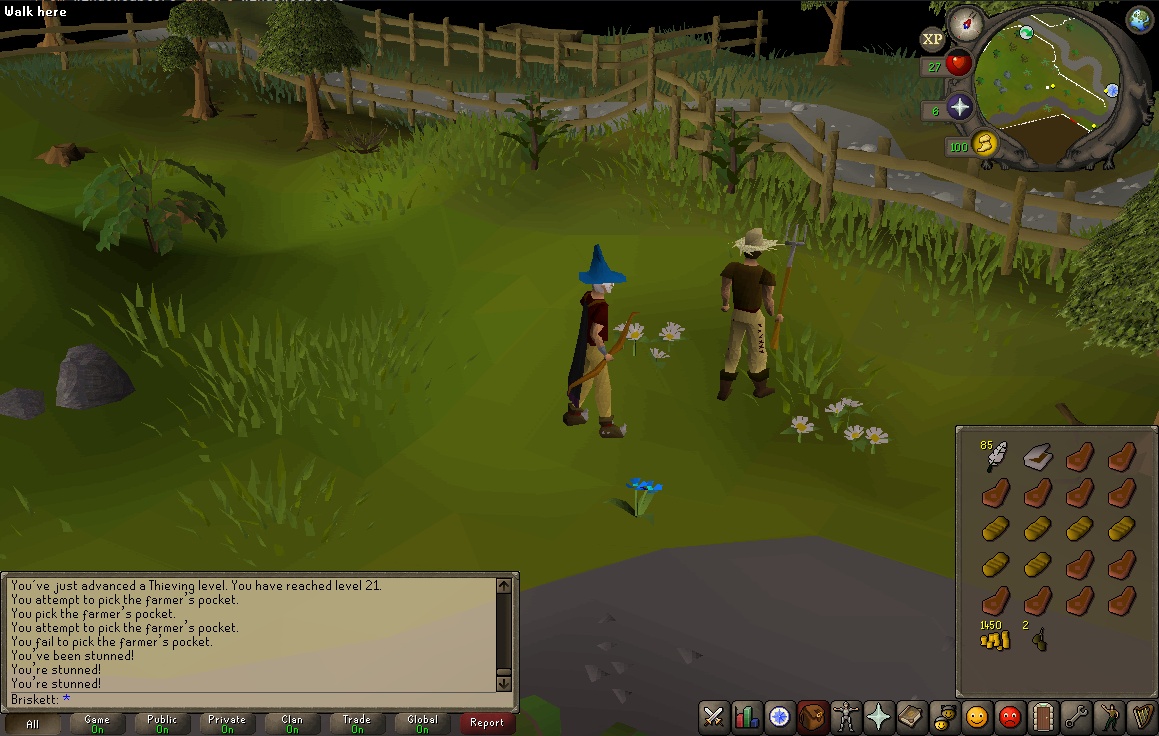 Walk here
XP
27
6
100
85
1450
2
You've just advanced a Thieving level. You have reached level 21.
You attempt to pick the farmer's pocket.
You pick the farmer's pocket.
You attempt to pick the farmer's pocket.
You fail to pick the farmer's pocket.
You've been stunned!
You're stunned!
You're stunned!
Briskett: *
All
Game
On
Public
On
Private
On
Clan
On
Trade
On
Global
On
Report